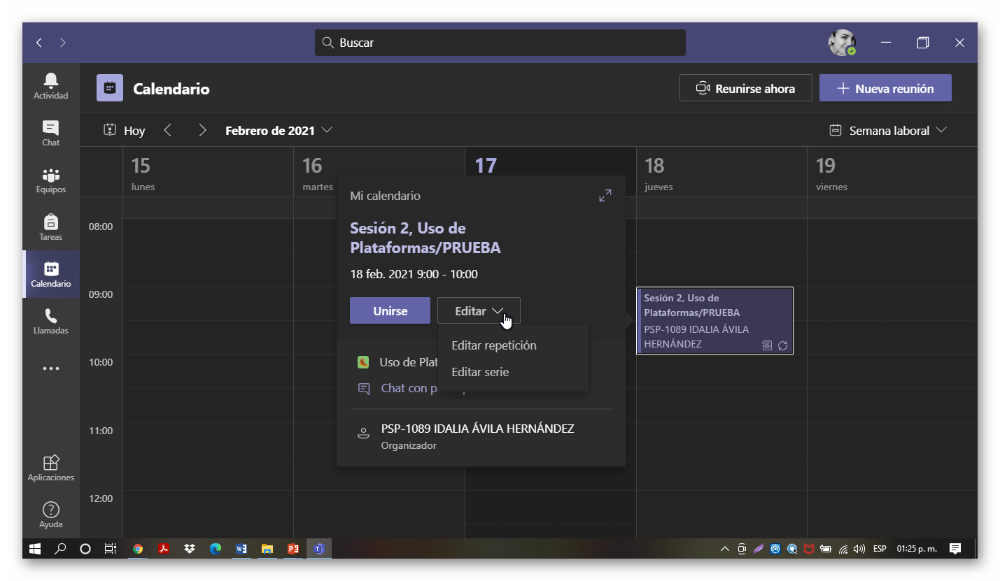 Buscar
Actividad
Chat
Equipos
Tareas
Calendario
Llamadas
Aplicaciones
Ayuda
Calendario
Reunirse ahora
Nueva reunión
Hoy
Febrero de 2021
Semana laboral
15
lunes
16
martes
17
18
jueves
19
viernes
08:00
09:00
10:00
11:00
12:00
Mi calendario
Sesión 2, Uso de
Plataformas/PRUEBA
18 feb. 2021 9:00 - 10:00
Unirse
Editar
Editar repetición
Editar serie
Uso de Plat
Chat con p
PSP-1089 IDALIA ÁVILA HERNÁNDEZ
Organizador
Sesión 2, Uso de
Plataformas/PRUEBA
PSP-1089 IDALIA ÁVILA
HERNÁNDEZ
ESP
01:25 p. m.